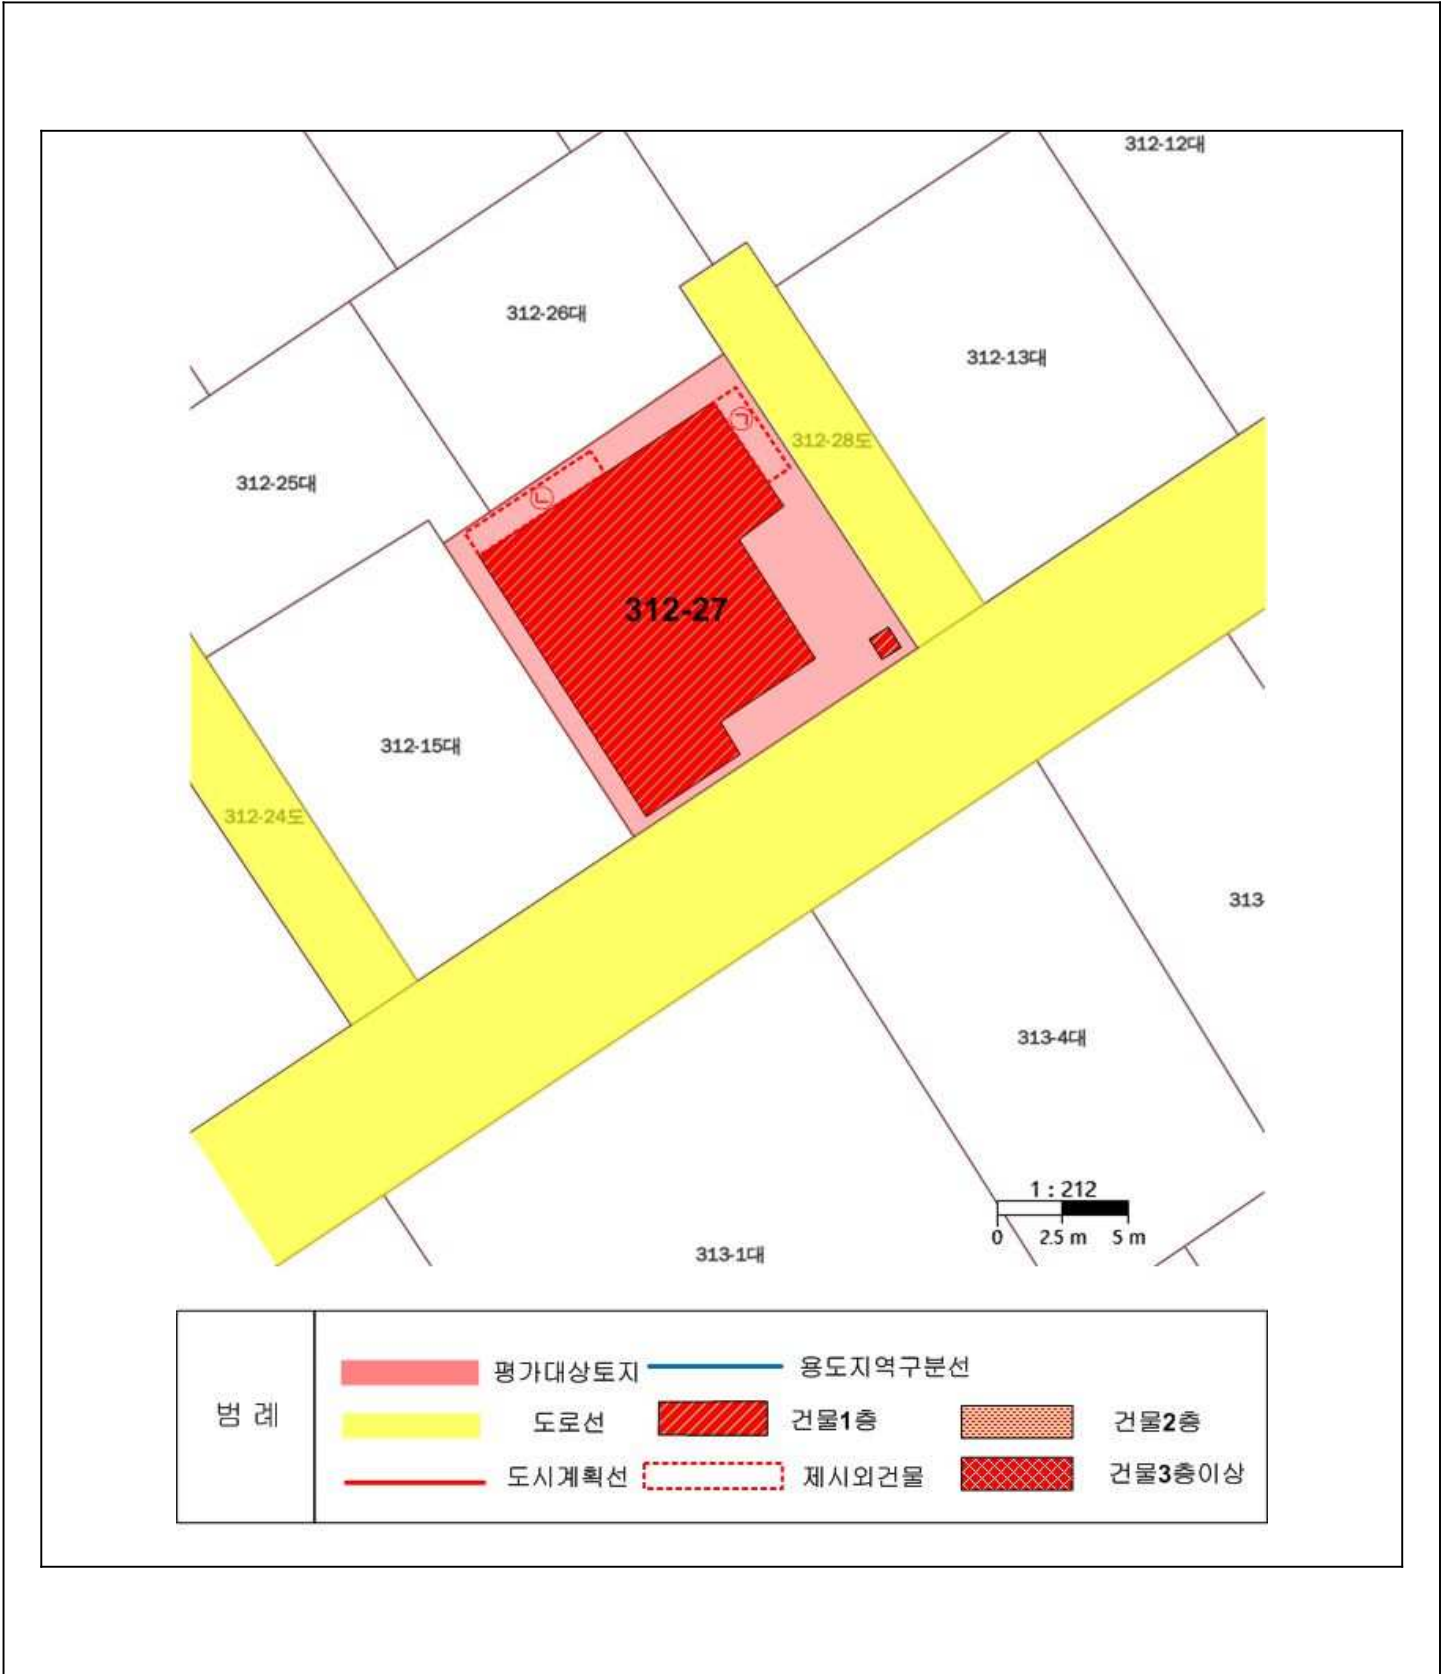 312-12대
312-26대
312-13대
㉠
312-28도
312-25대
㉡
312-27
312-15대
312-24도
313-
313-4대
1 : 212
0 2.5 m 5 m
313-1대
범 례
평가대상토지 용도지역구분선
도로선 건물1층 건물2층
도시계획선 제시외건물 건물3층이상